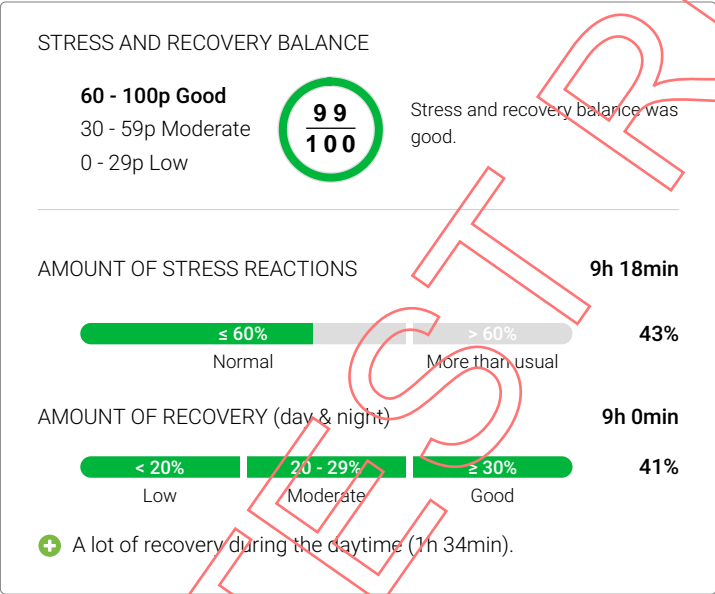 STRESS AND RECOVERY BALANCE
60 - 100p Good
30 - 59p Moderate
0 - 29p Low
99
100
Stress and recovery balance was
good.
AMOUNT OF STRESS REACTIONS 9h 18min
≤ 60% > 60% 43%
Normal More than usual
AMOUNT OF RECOVERY (day & night) 9h 0min
< 20% 20 - 29% ≥ 30% 41%
Low Moderate Good
A lot of recovery during the daytime (1h 34min).
TEST R